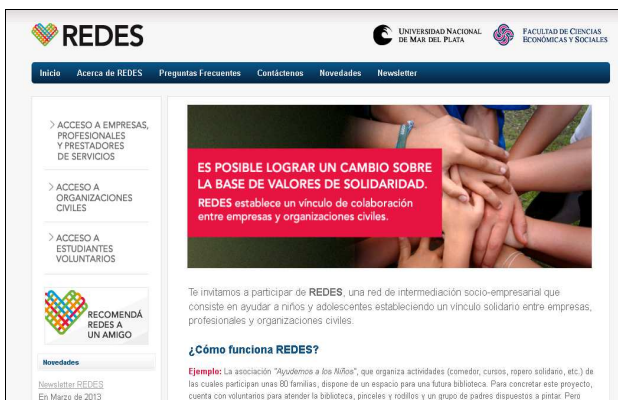 REDES
UNIVERSIDAD NACIONAL
DE MAR DEL PLATA
FACULTAD DE CIENCIAS
ECONÓMICAS Y SOCIALES
Inicio Acerca de REDES Preguntas Frecuentes Contáctenos Novedades Newsletter
> ACCESO A EMPRESAS,
PROFESIONALES
Y PRESTADORES
DE SERVICIOS
> ACCESO A
ORGANIZACIONES
CIVILES
> ACCESO A
ESTUDIANTES
VOLUNTARIOS
RECOMENDÁ
REDES A
UN AMIGO
Novedades
Newsletter REDES
En Marzo de 2013
ES POSIBLE LOGRAR UN CAMBIO SOBRE
LA BASE DE VALORES DE SOLIDARIDAD.
REDES establece un vínculo de colaboración
entre empresas y organizaciones civiles.
Te invitamos a participar de REDES, una red de intermediación socio-empresarial que
consiste en ayudar a niños y adolescentes estableciendo un vínculo solidario entre empresas,
profesionales y organizaciones civiles.
¿Cómo funciona REDES?
Ejemplo: La asociación "Ayudemos a los Niños", que organiza actividades (comedor, cursos, ropero solidario, etc.) de
las cuales participan unas 80 familias, dispone de un espacio para una futura biblioteca. Para concretar este proyecto,
cuenta con voluntarios para atender la biblioteca, pinceles y rodillos y un grupo de padres dispuestos a pintar. Pero